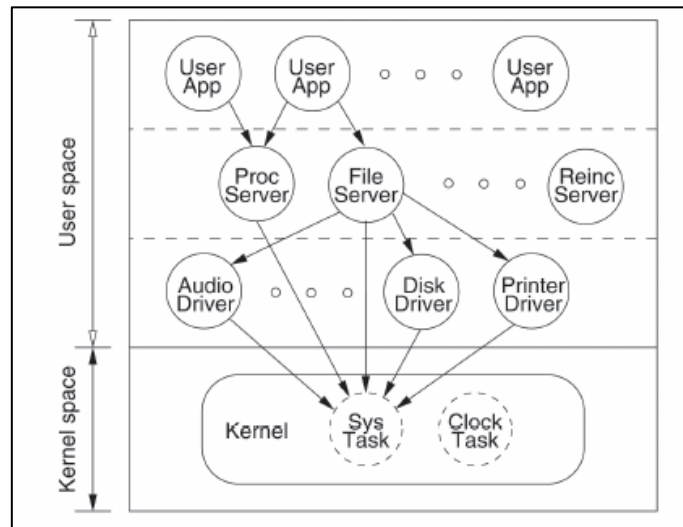 User
App
User
App
User
App
Proc
Server
File
Server
Reinc
Server
Audio
Driver
Disk
Driver
Printer
Driver
Kernel
Sys
Task
Clock
Task
User space
Kernel space